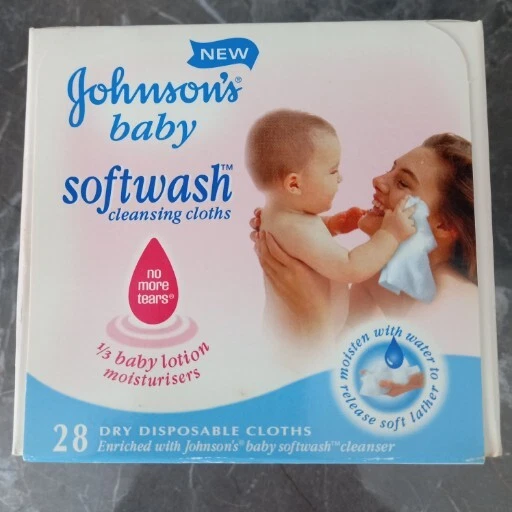 NEW
Johnson's®
baby
softwash™
cleansing cloths
no
more
tears®
1/3 baby lotion
moisturisers
moisten with water to
release soft lather
28 DRY DISPOSABLE CLOTHS
Enriched with Johnson's® baby softwash™ cleanser